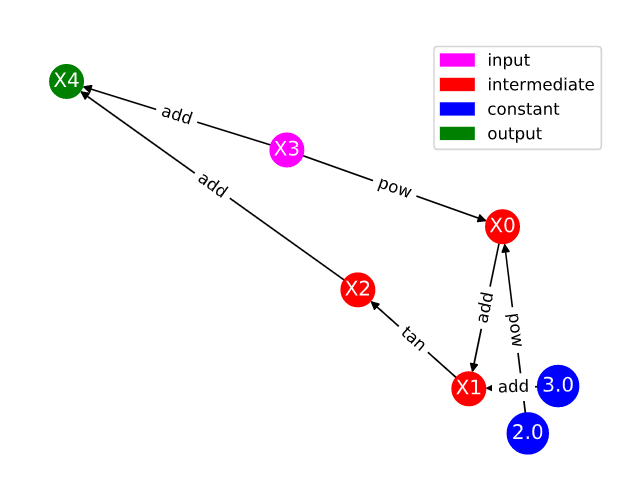 input
intermediate
constant
output
X4
add
X3
pow
add
X0
X2
add
pow
tan
X1
add
3.0
2.0